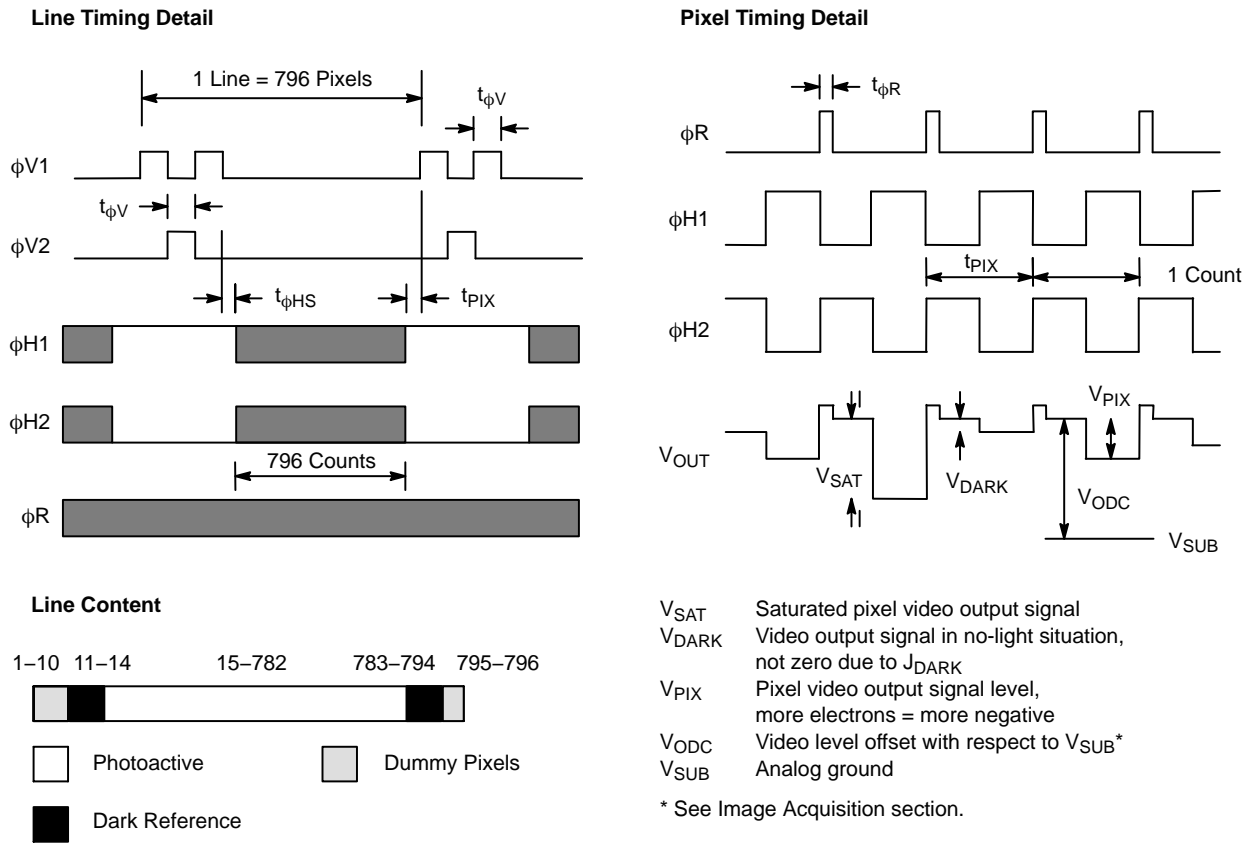 Line Timing Detail
1 Line = 796 Pixels
tϕV
ϕV1
tϕV
ϕV2
tϕHS
tPIX
ϕH1
ϕH2
796 Counts
ϕR
Line Content
1–10 11–14 15–782 783–794 795–796
Photoactive
Dummy Pixels
Dark Reference
Pixel Timing Detail
tϕR
ϕR
ϕH1
tPIX
1 Count
ϕH2
VPIX
VOUT
VSAT
VDARK
VODC
VSUB
VSAT Saturated pixel video output signal
VDARK Video output signal in no-light situation,
not zero due to JDARK
VPIX Pixel video output signal level,
more electrons = more negative
VODC Video level offset with respect to VSUB*
VSUB Analog ground
* See Image Acquisition section.